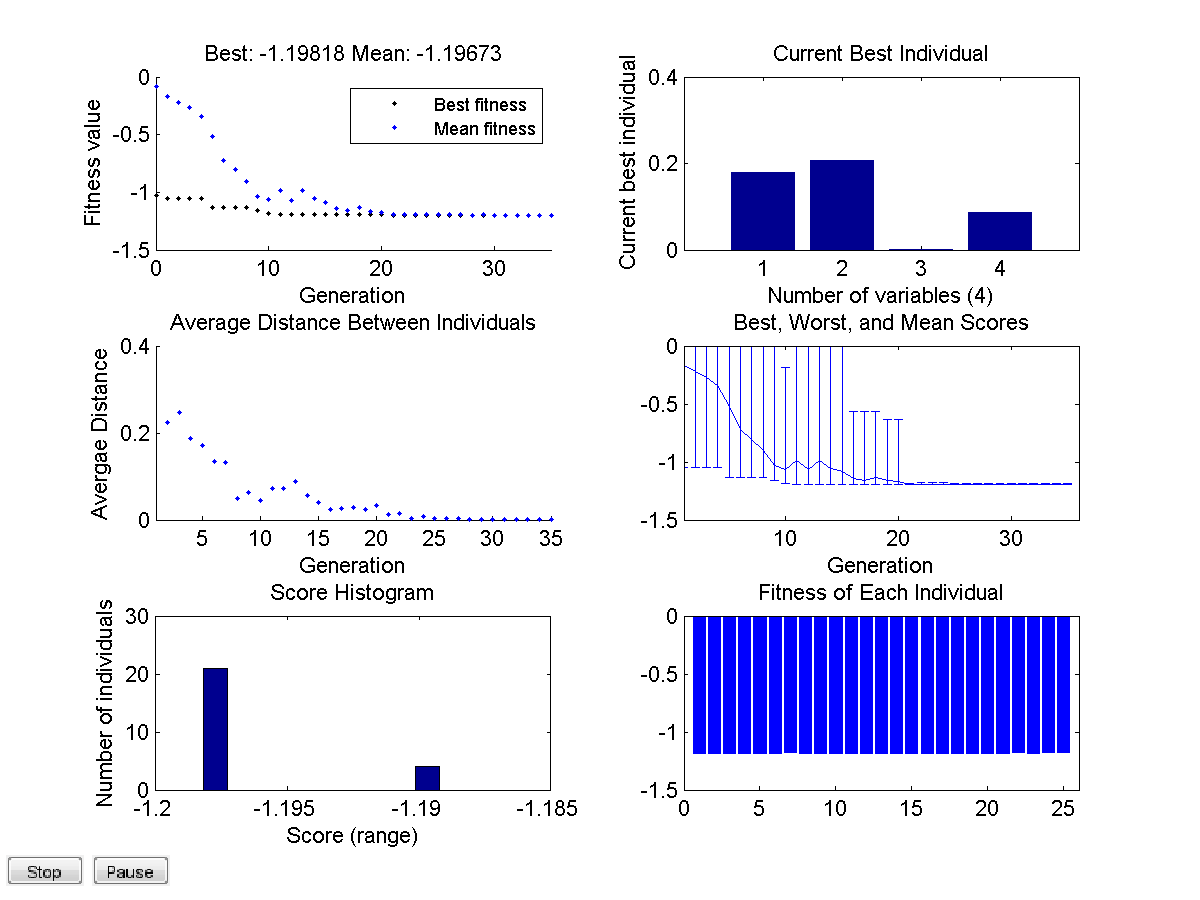 Best: -1.19818 Mean: -1.19673
Fitness value
0
-0.5
-1
-1.5
Best fitness
Mean fitness
0 10 20 30
Generation
Current Best Individual
Current best individual
0.4
0.2
0
1 2 3 4
Number of variables (4)
Average Distance Between Individuals
Avergae Distance
0.4
0.2
0
5 10 15 20 25 30 35
Generation
Best, Worst, and Mean Scores
0
-0.5
-1
-1.5
10 20 30
Generation
Score Histogram
Number of individuals
30
20
10
0
-1.2 -1.195 -1.19 -1.185
Score (range)
Fitness of Each Individual
0
-0.5
-1
-1.5
0 5 10 15 20 25
Stop
Pause